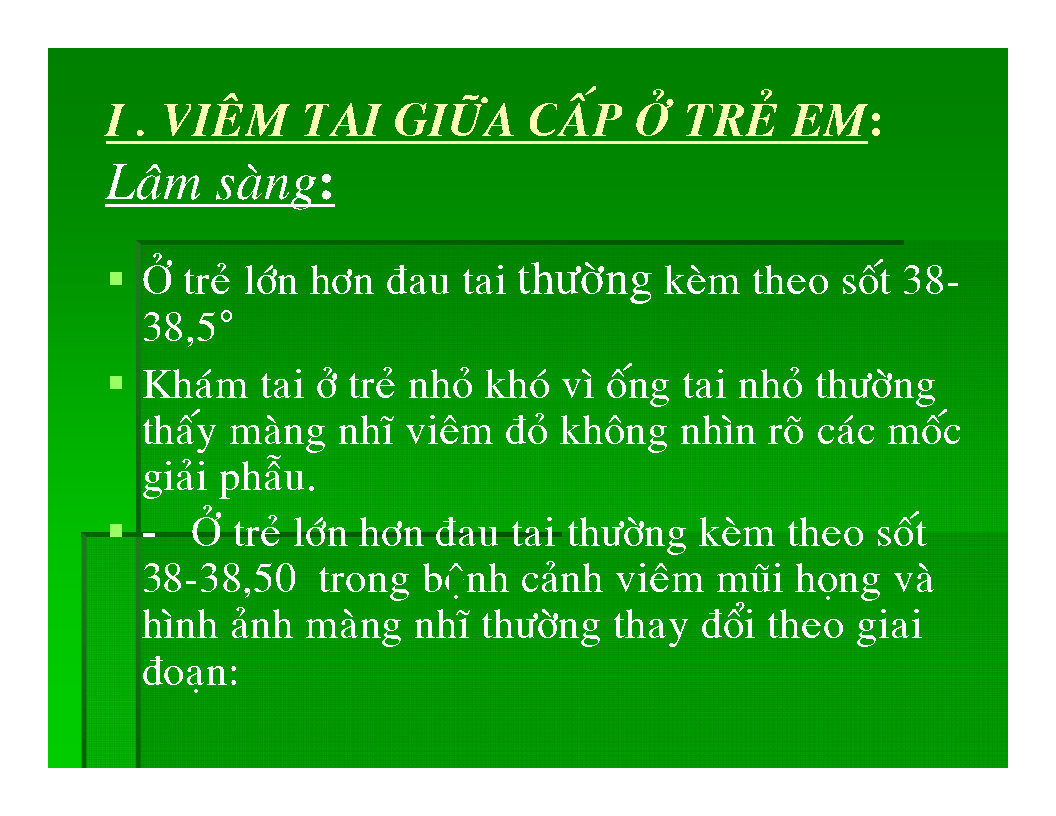 I . VIÊM TAI GIỮA CẤP Ở TRẺ EM:
Lâm sàng:
▪ Ở trẻ lớn hơn đau tai thường kèm theo sốt 38-
38,5°
▪ Khám tai ở trẻ nhỏ khó vì ống tai nhỏ thường
thấy màng nhĩ viêm đỏ không nhìn rõ các mốc
giải phẫu.
▪ - Ở trẻ lớn hơn đau tai thường kèm theo sốt
38-38,50 trong bệnh cảnh viêm mũi họng và
hình ảnh màng nhĩ thường thay đổi theo giai
đoạn: